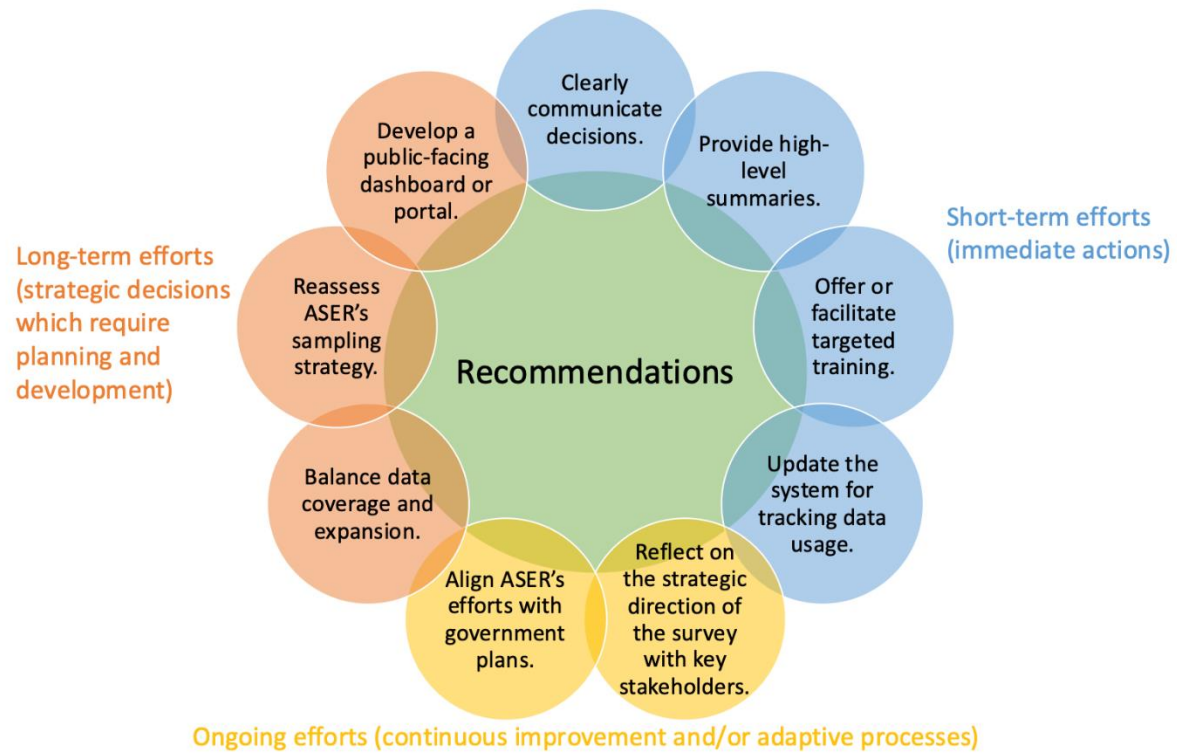 Clearly
communicate
decisions.
Provide high-
level
summaries.
Short-term efforts
(immediate actions)
Offer or
facilitate
targeted
training.
Update the
system for
tracking data
usage.
Reflect on
the strategic
direction of
the survey
with key
stakeholders.
Align ASER’s
efforts with
government
plans.
Ongoing efforts (continuous improvement and/or adaptive processes)
Balance data
coverage and
expansion.
Reassess
ASER’s
sampling
strategy.
Develop a
public-facing
dashboard or
portal.
Long-term efforts
(strategic decisions
which require
planning and
development)
Recommendations